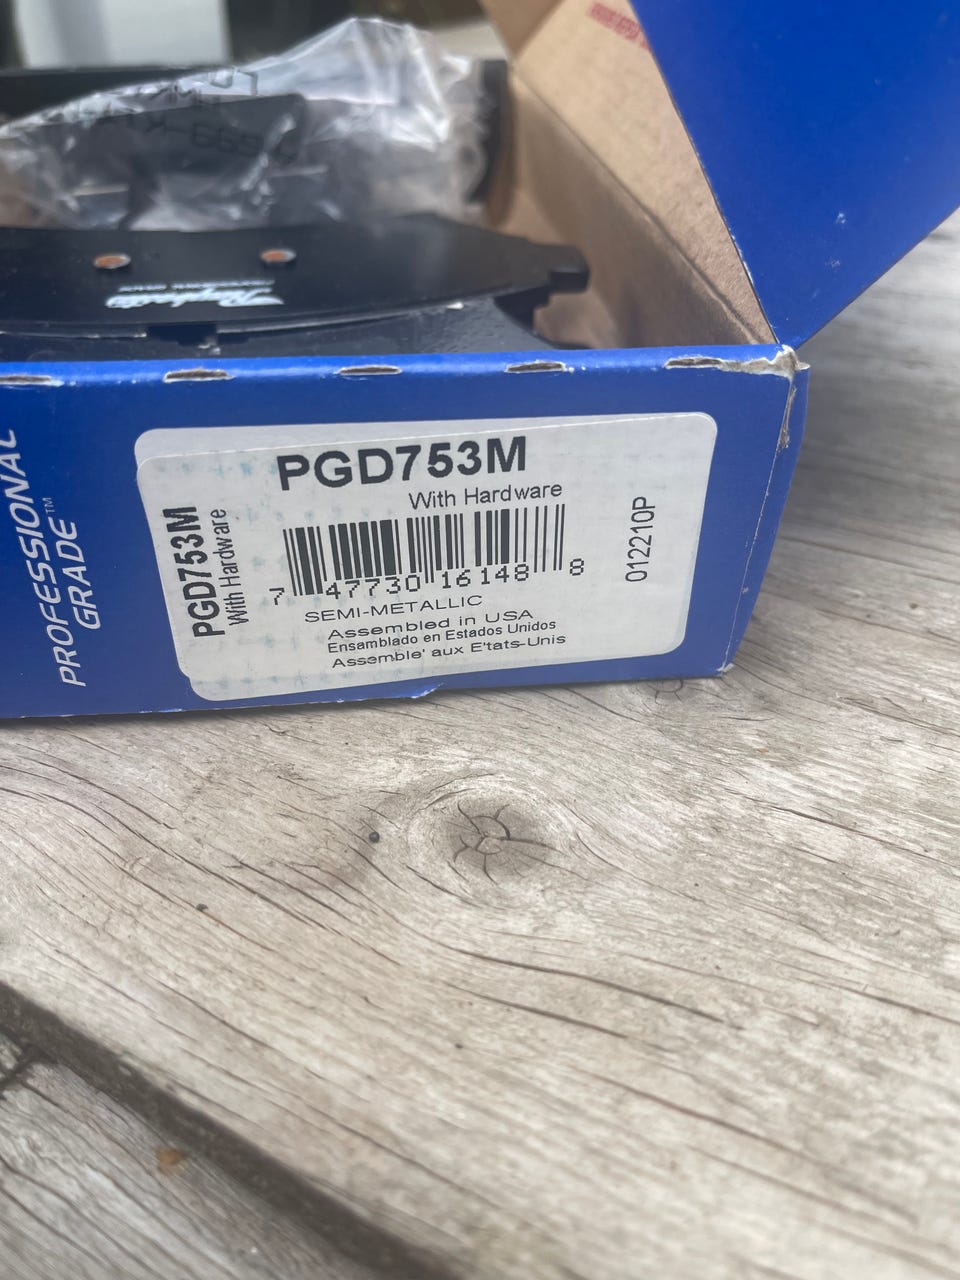 PROFESSIONAL
GRADE™
PGD753M
With Hardware
PGD753M
With Hardware
7 47730 16148 8
SEMI-METALLIC
Assembled in USA
Ensamblado en Estados Unidos
Assemble' aux E'tats-Unis
012210P